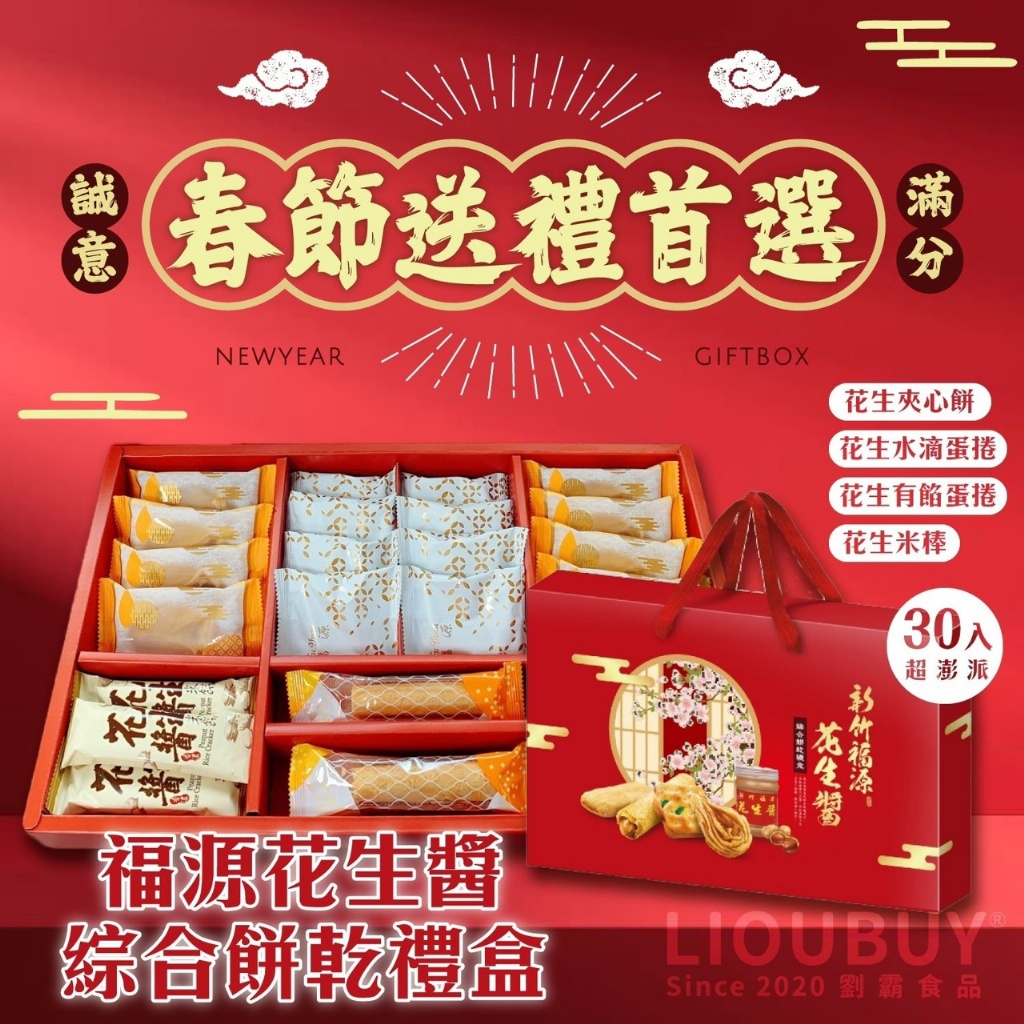 誠意
春節送禮首選
滿分
NEWYEAR
GIFTBOX
花生夾心餅
花生水滴蛋捲
花生有餡蛋捲
花生米棒
30入
超澎派
新竹福源
花生醬
綜合餅乾禮盒
花生醬
花生醬
Peanut
Rice Cracker
福源花生醬
綜合餅乾禮盒
LIOUBUY®
Since 2020 劉霸食品